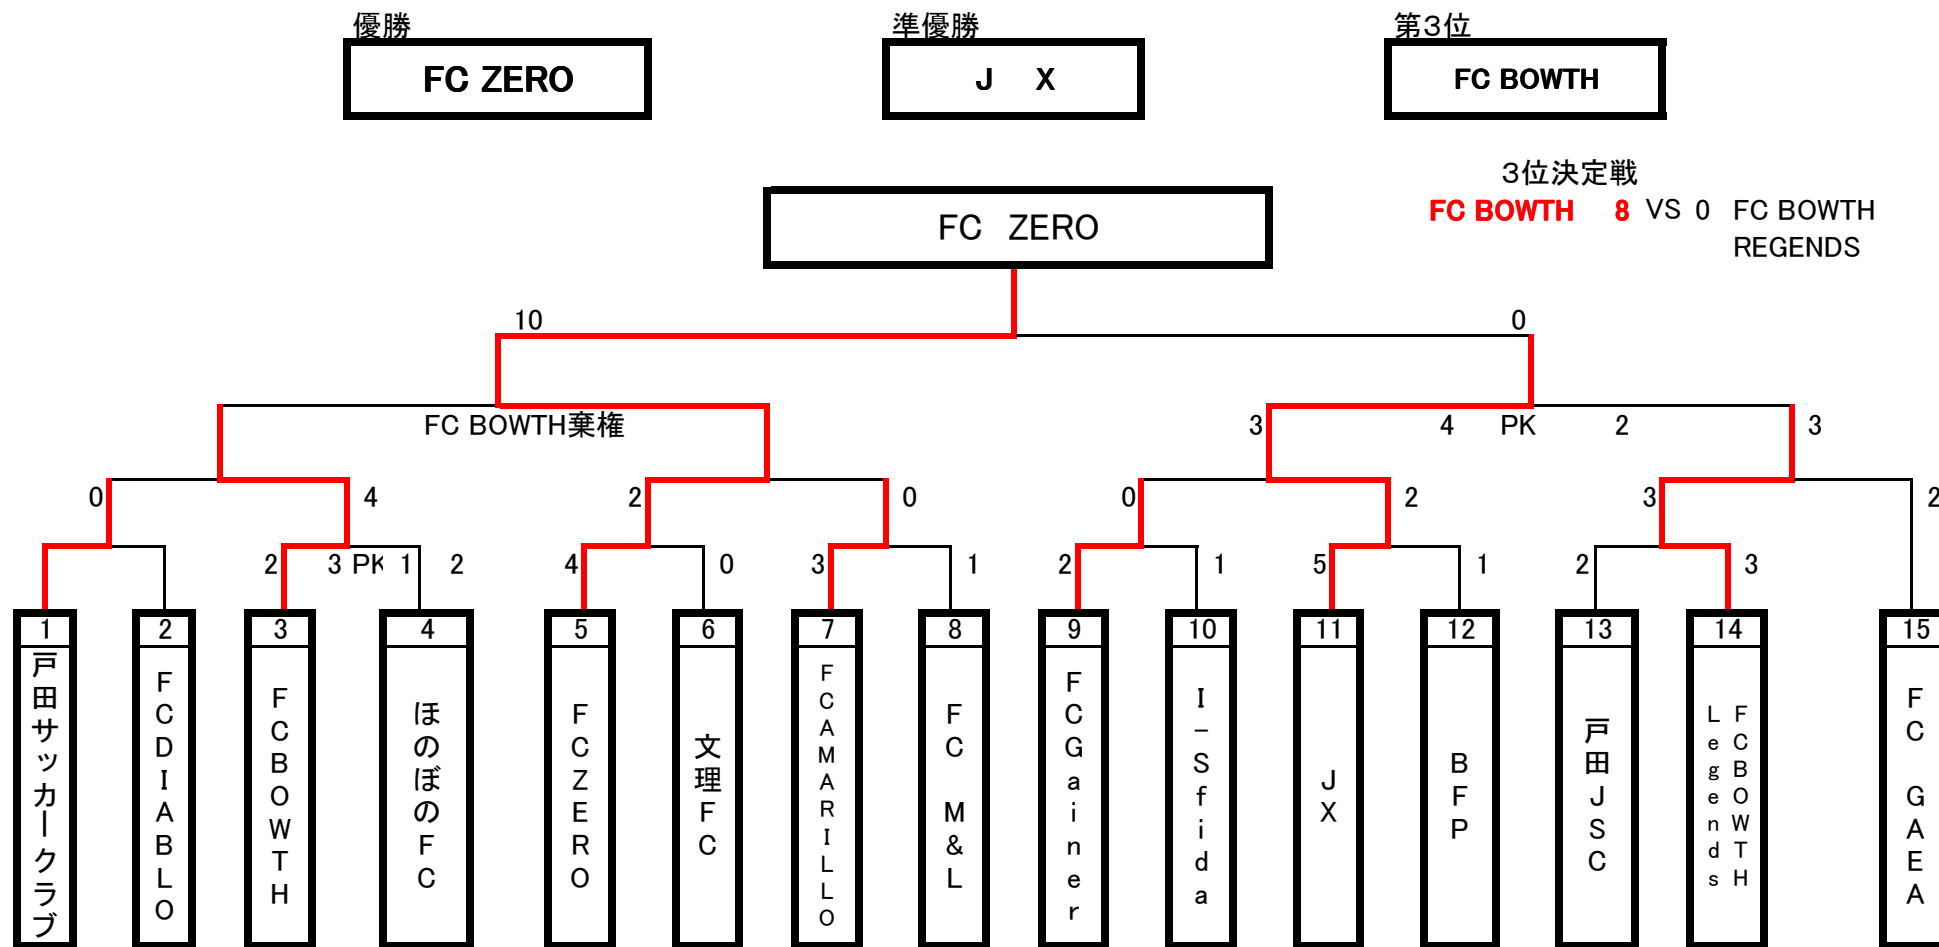 優勝 準優勝 第3位
FC ZERO J X FC BOWTH
3位決定戦
FC BOWTH 8 VS 0 FC BOWTH
REGENDS
FC ZERO
10 0
FC BOWTH棄権 3 4 PK 2 3
0 4 2 0 0 2 3 2
2 3 PK 1 2 4 0 3 1 2 1 5 1 2 3
1 2 3 4 5 6 7 8 9 10 11 12 13 14 15
戸田サッカークラブ
FCDIABLO
FCBOWTH
ほのぼのFC
FCZERO
文理FC
FCAMARILLO
FC M&L
FCGainer
I-Sfida
JX
BFP
戸田JSC
FCBOWTH
Legends
FC GAEA